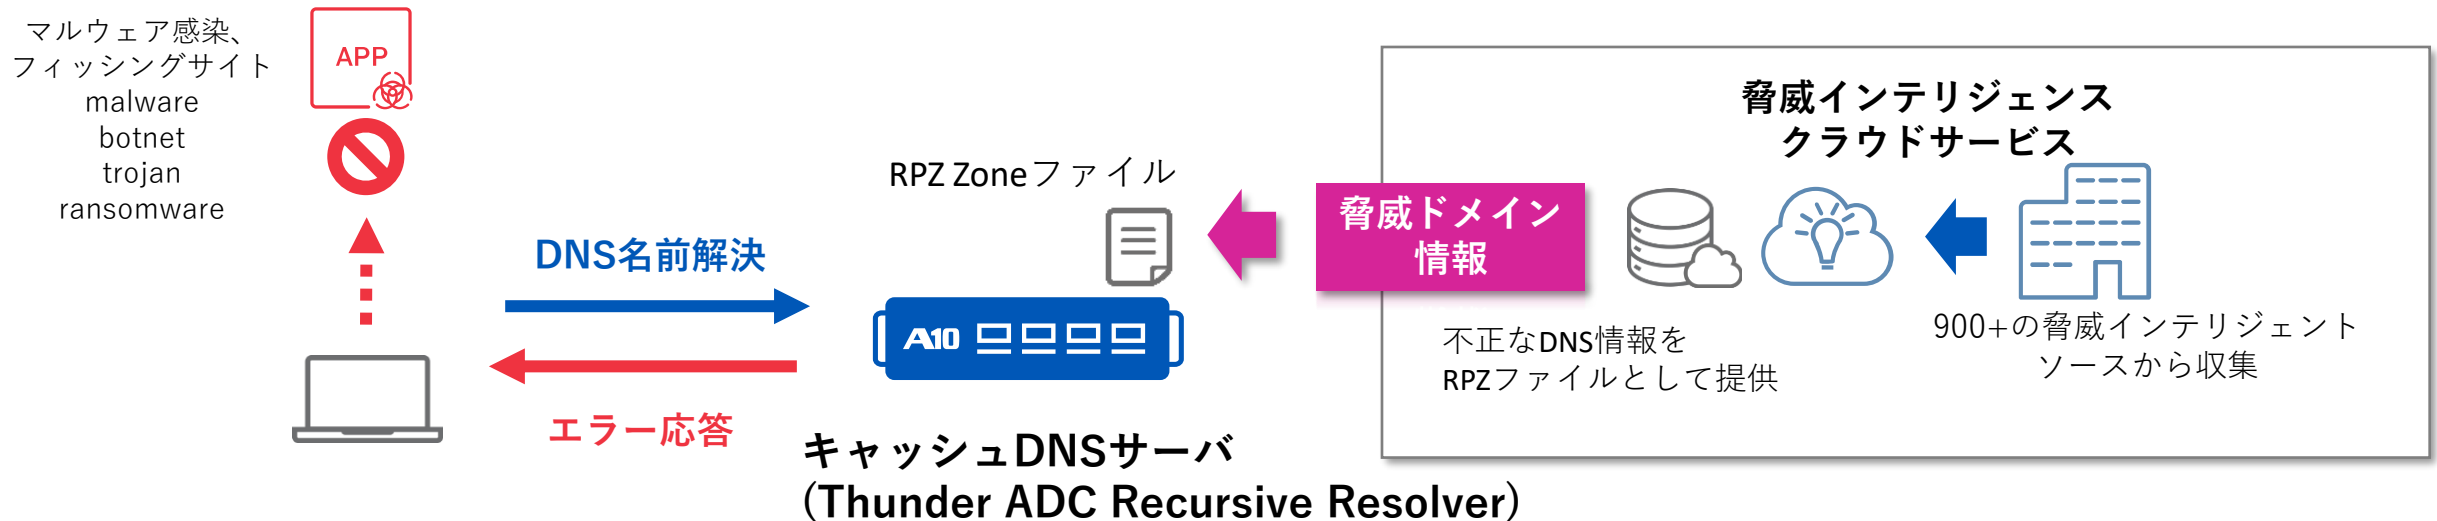 マルウェア感染、
フィッシングサイト
malware
botnet
trojan
ransomware
APP
DNS名前解決
エラー応答
RPZ Zoneファイル
A10
キャッシュDNSサーバ
(Thunder ADC Recursive Resolver)
脅威インテリジェンス
クラウドサービス
脅威ドメイン
情報
不正なDNS情報を
RPZファイルとして提供
900+の脅威インテリジェント
ソースから収集